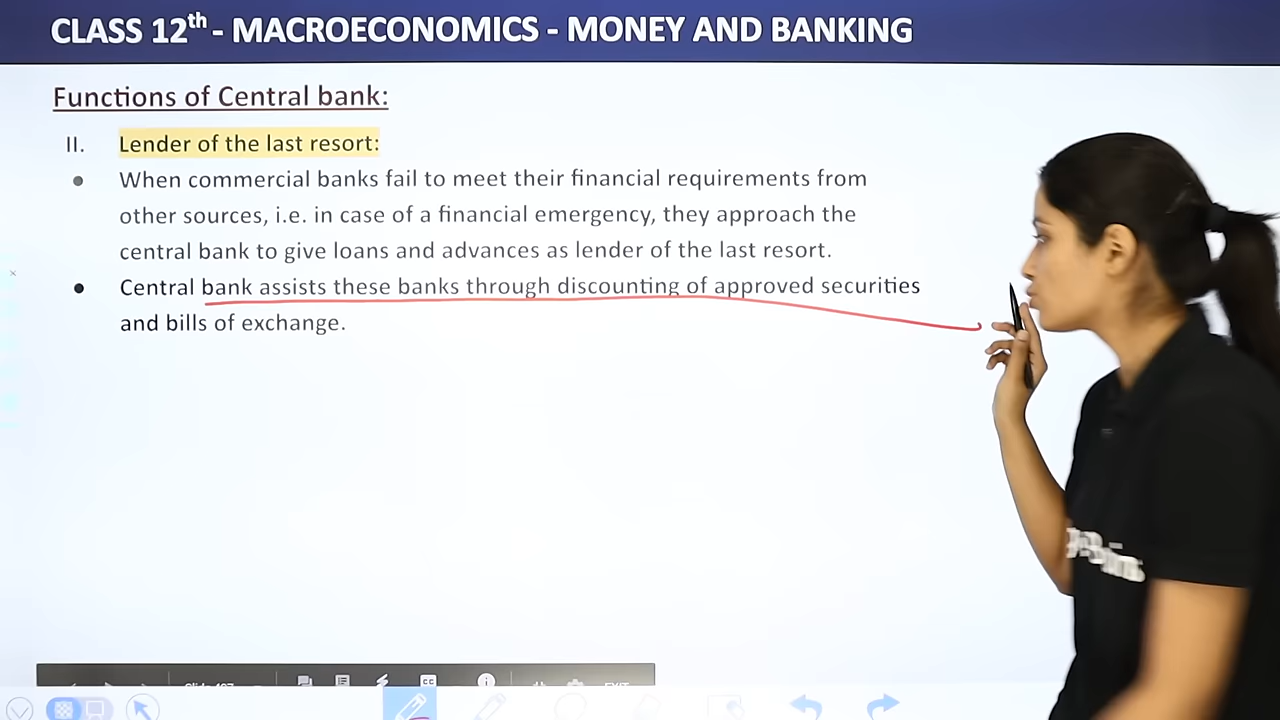 CLASS 12th - MACROECONOMICS - MONEY AND BANKING
Functions of Central bank:
II. Lender of the last resort:
● When commercial banks fail to meet their financial requirements from
other sources, i.e. in case of a financial emergency, they approach the
central bank to give loans and advances as lender of the last resort.
● Central bank assists these banks through discounting of approved securities
and bills of exchange.
CC